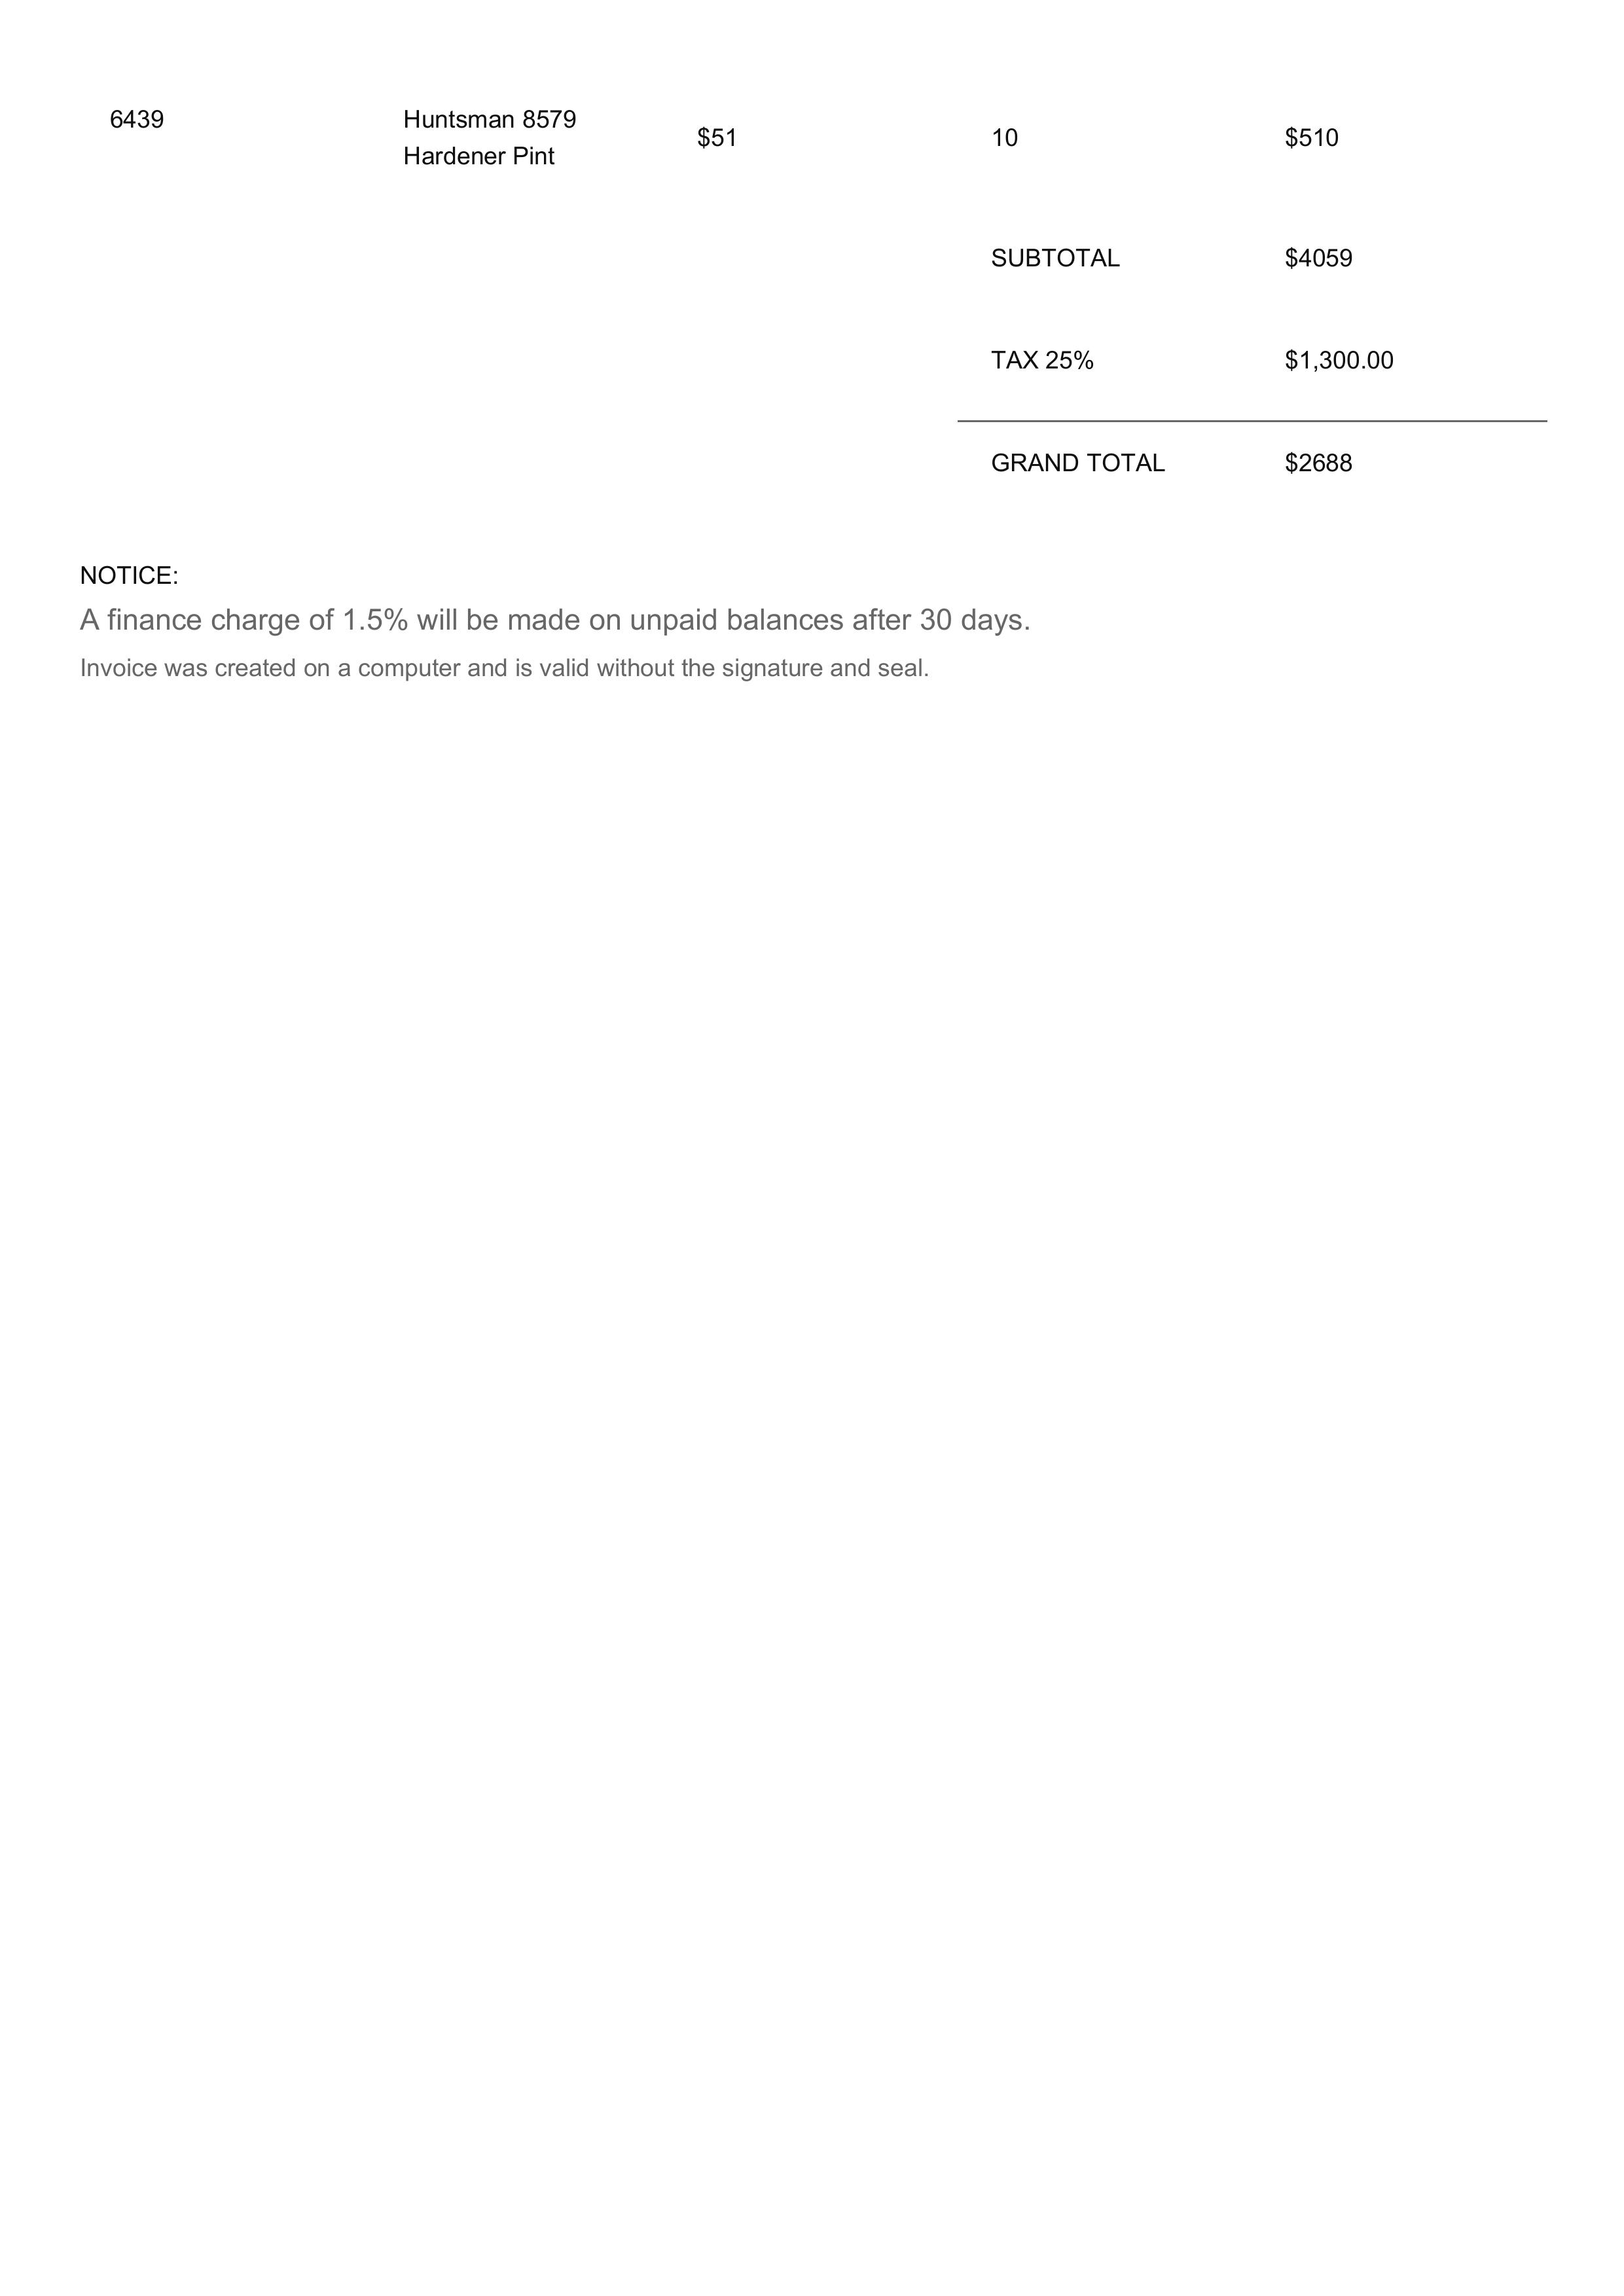 6439 Huntsman 8579 $51 10 $510
Hardener Pint
SUBTOTAL $4059
TAX 25% $1,300.00
GRAND TOTAL $2688
NOTICE:
A finance charge of 1.5% will be made on unpaid balances after 30 days.
Invoice was created on a computer and is valid without the signature and seal.